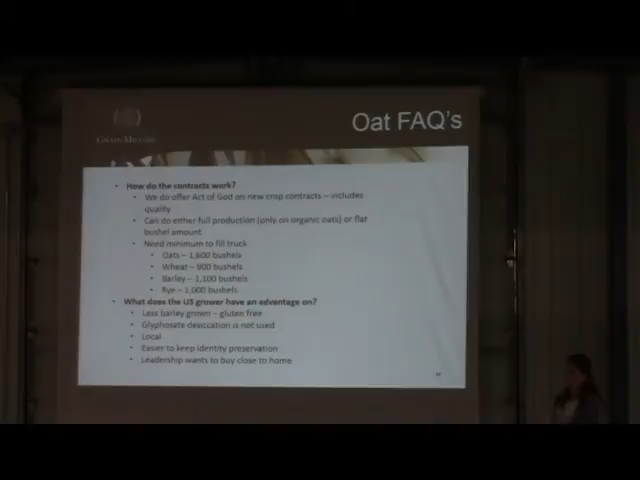 Oat FAQ's
GRAIN MILLERS
• How do the contracts work?
• We do offer Act of God on new crop contracts – includes
quality
• Can do either full production (only on organic oats) or flat
bushel amount
• Need minimum to fill truck
• Oats – 1,600 bushels
• Wheat – 900 bushels
• Barley – 1,100 bushels
• Rye – 1,000 bushels
• What does the US grower have an advantage on?
• Less barley grown – gluten free
• Glyphosate desiccation is not used
• Local
• Easier to keep identity preservation
• Leadership wants to buy close to home